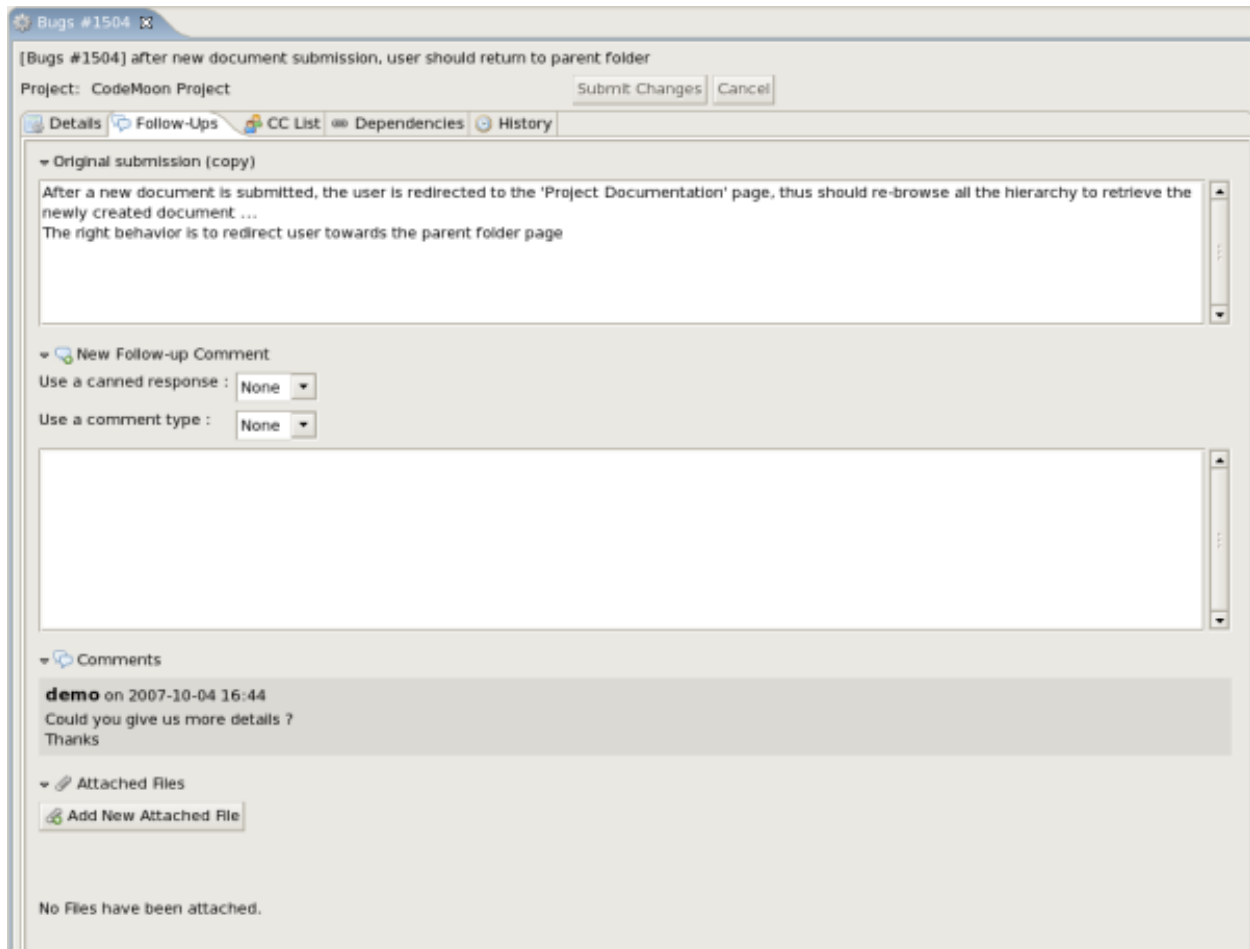 Bugs #1504
[Bugs #1504] after new document submission, user should return to parent folder
Project: CodeMoon Project Submit Changes Cancel
Details Follow-Ups CC List Dependencies History
Original submission (copy)
After a new document is submitted, the user is redirected to the 'Project Documentation' page, thus should re-browse all the hierarchy to retrieve the
newly created document ...
The right behavior is to redirect user towards the parent folder page
New Follow-up Comment
Use a canned response : None
Use a comment type : None
Comments
demo on 2007-10-04 16:44
Could you give us more details ?
Thanks
Attached Files
Add New Attached File
No Files have been attached.